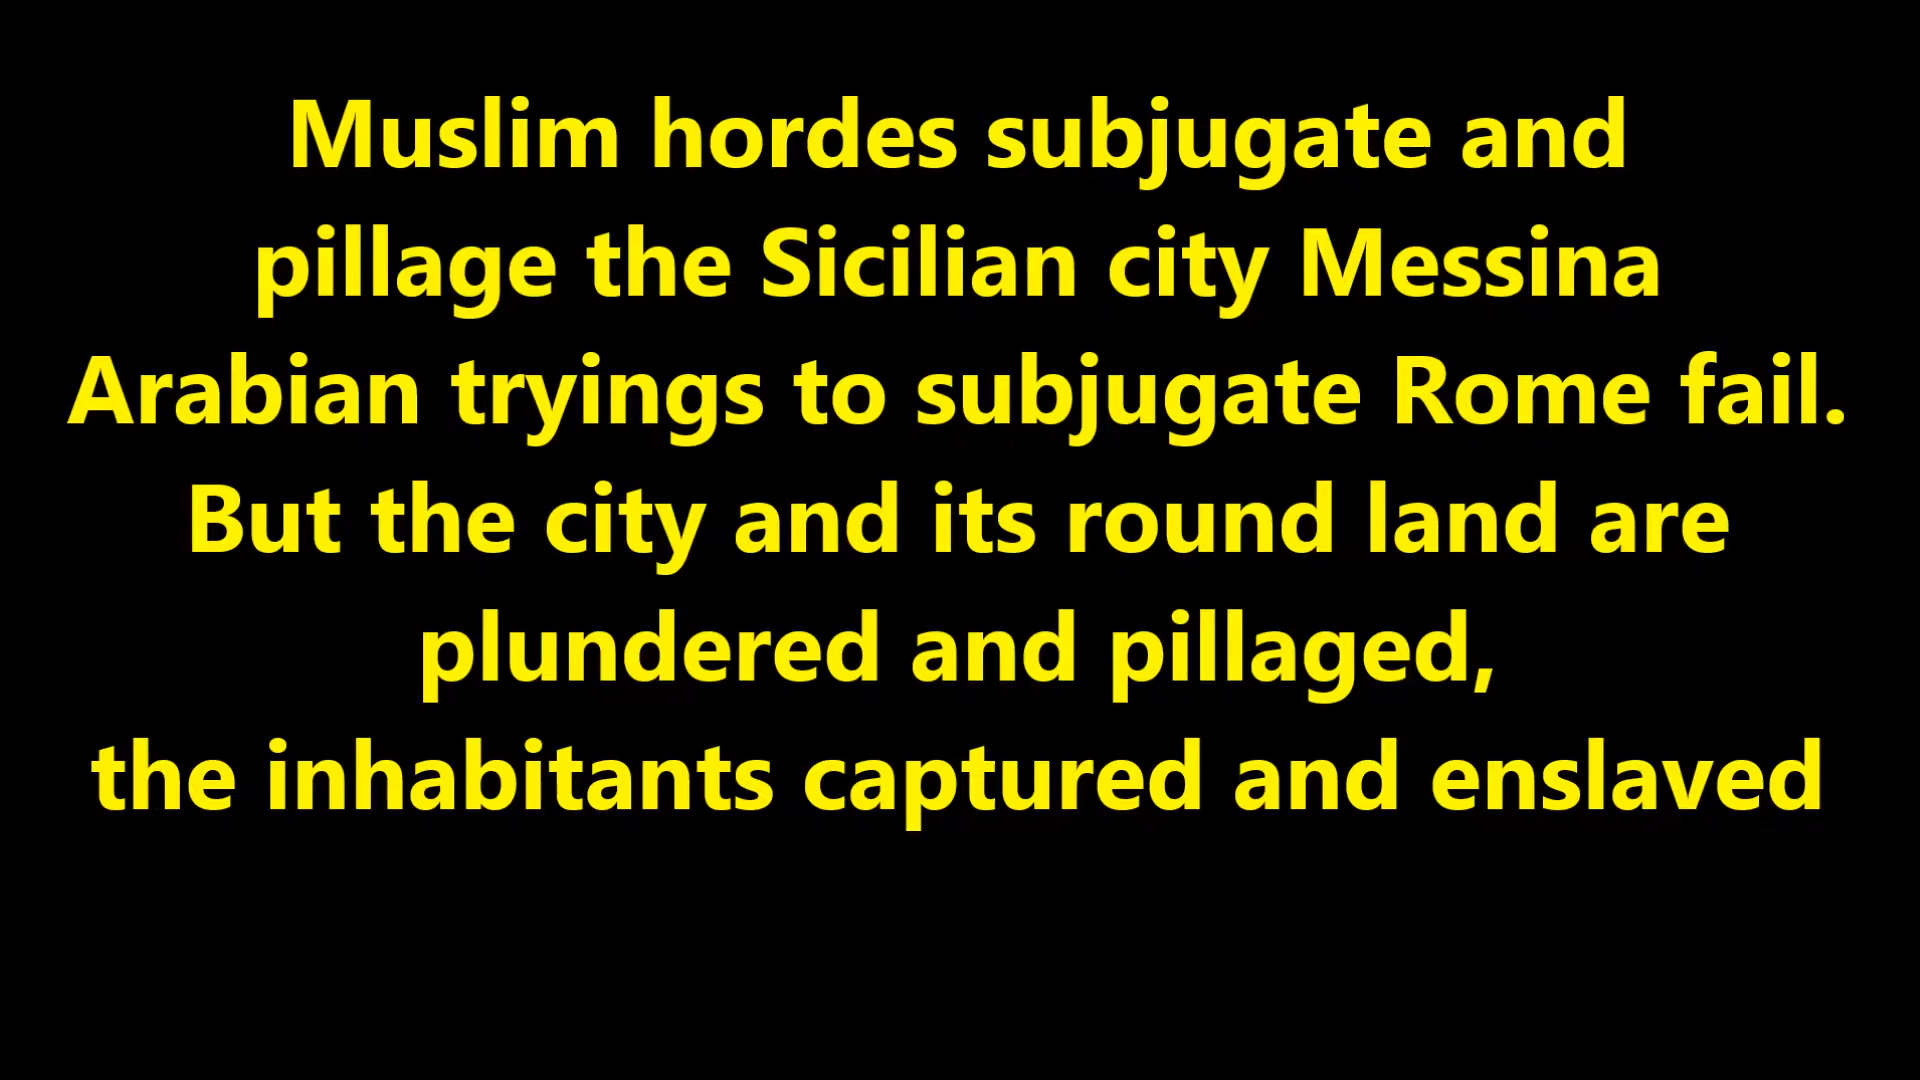 Muslim hordes subjugate and
pillage the Sicilian city Messina
Arabian tryings to subjugate Rome fail.
But the city and its round land are
plundered and pillaged,
the inhabitants captured and enslaved